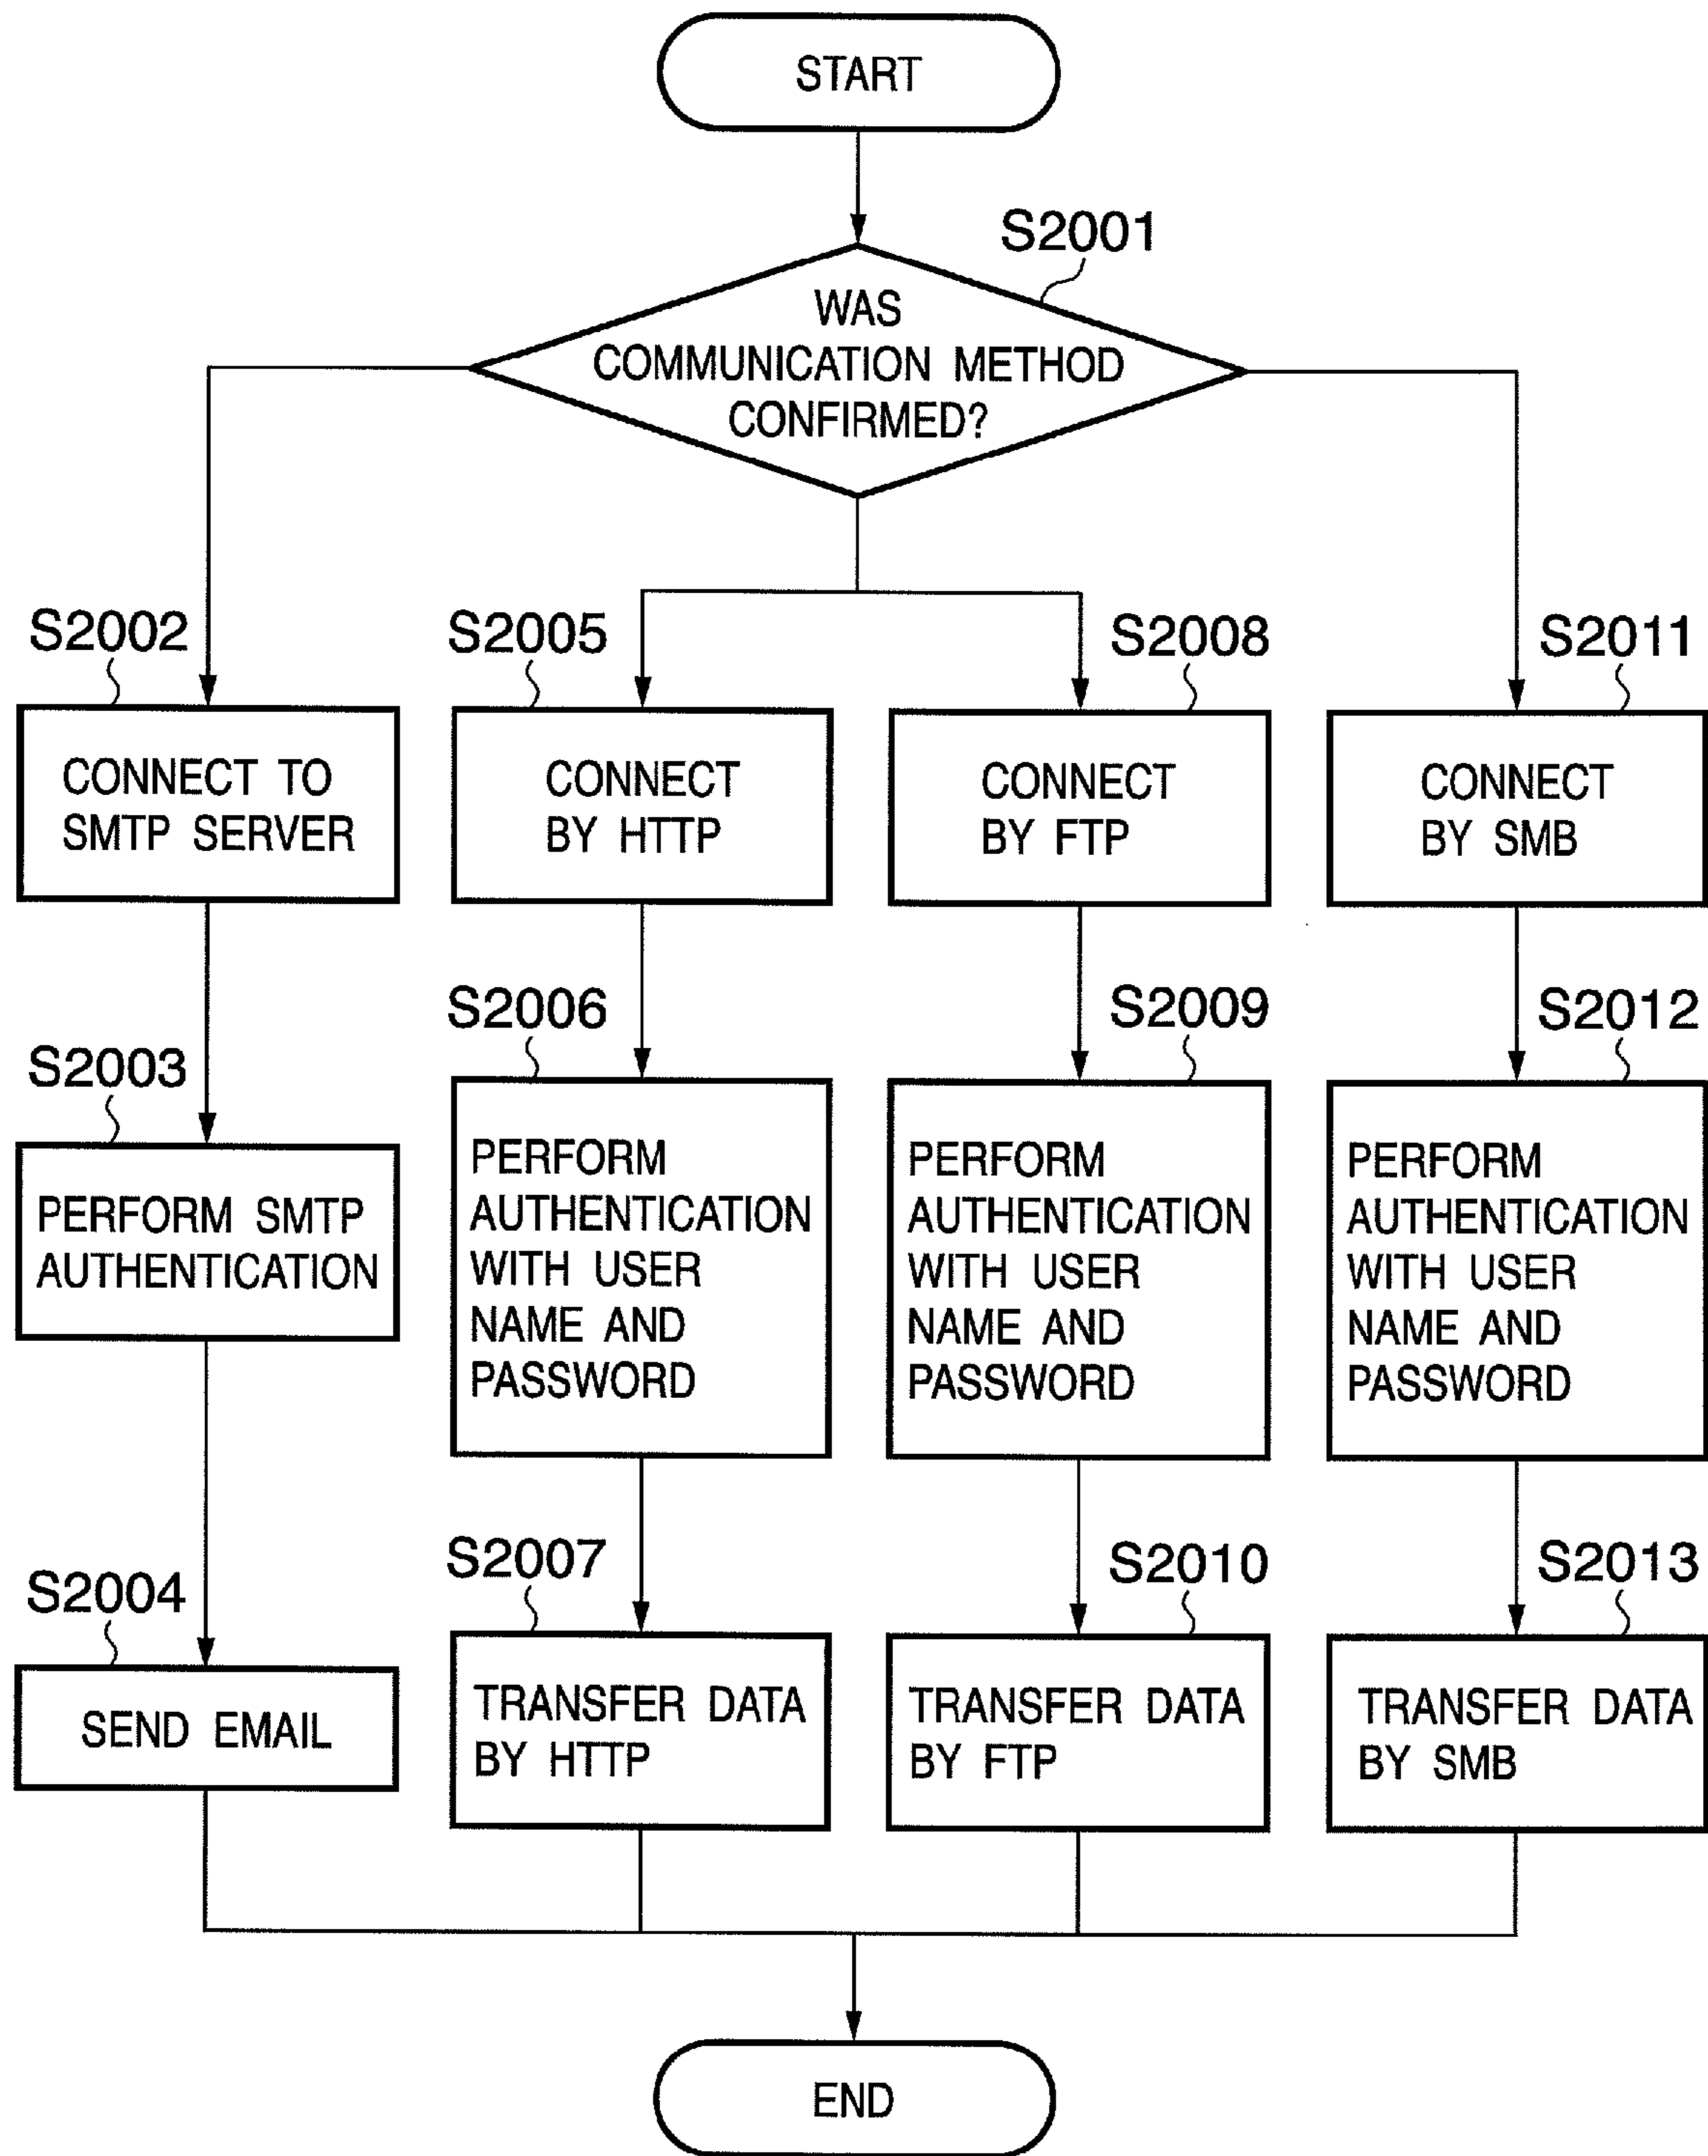 START
S2001
WAS
COMMUNICATION METHOD
CONFIRMED?
S2002
CONNECT TO
SMTP SERVER
S2003
PERFORM SMTP
AUTHENTICATION
S2004
SEND EMAIL
S2005
CONNECT
BY HTTP
S2006
PERFORM
AUTHENTICATION
WITH USER
NAME AND
PASSWORD
S2007
TRANSFER DATA
BY HTTP
S2008
CONNECT
BY FTP
S2009
PERFORM
AUTHENTICATION
WITH USER
NAME AND
PASSWORD
S2010
TRANSFER DATA
BY FTP
S2011
CONNECT
BY SMB
S2012
PERFORM
AUTHENTICATION
WITH USER
NAME AND
PASSWORD
S2013
TRANSFER DATA
BY SMB
END